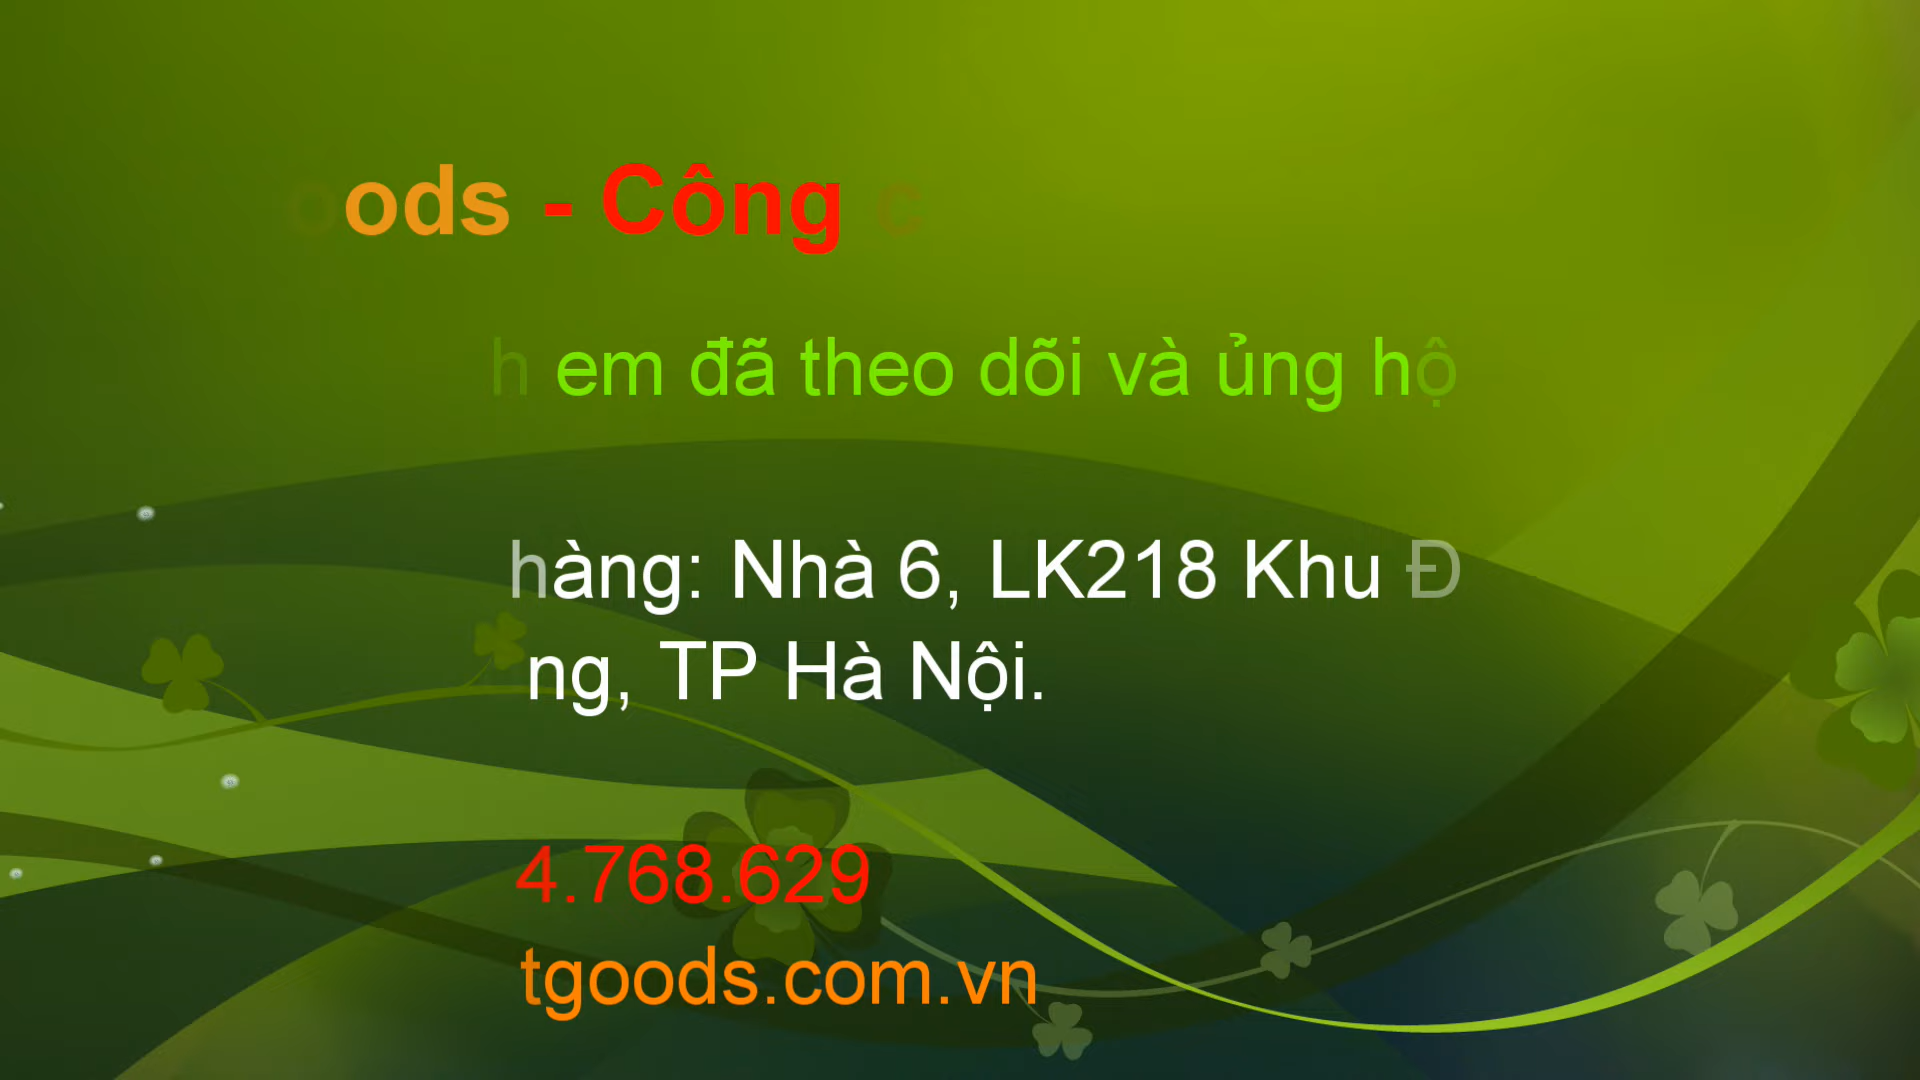 oods - Công c
h em đã theo dõi và ủng hộ
hàng: Nhà 6, LK218 Khu Đ
ng, TP Hà Nội.
4.768.629
tgoods.com.vn